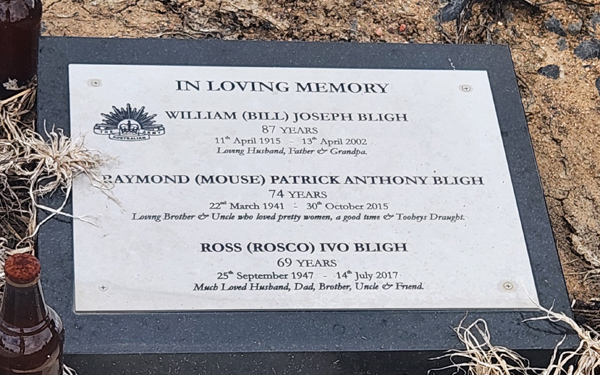 IN LOVING MEMORY
WILLIAM (BILL) JOSEPH BLIGH
87 YEARS
11th April 1915 - 13th April 2002
Loving Husband, Father & Grandpa.
AUSTRALIAN
RAYMOND (MOUSE) PATRICK ANTHONY BLIGH
74 YEARS
22nd March 1941 - 30th October 2015
Loving Brother & Uncle who loved pretty women, a good time & Tooheys Draught.
ROSS (ROSCO) IVO BLIGH
69 YEARS
25th September 1947 - 14th July 2017
Much Loved Husband, Dad, Brother, Uncle & Friend.